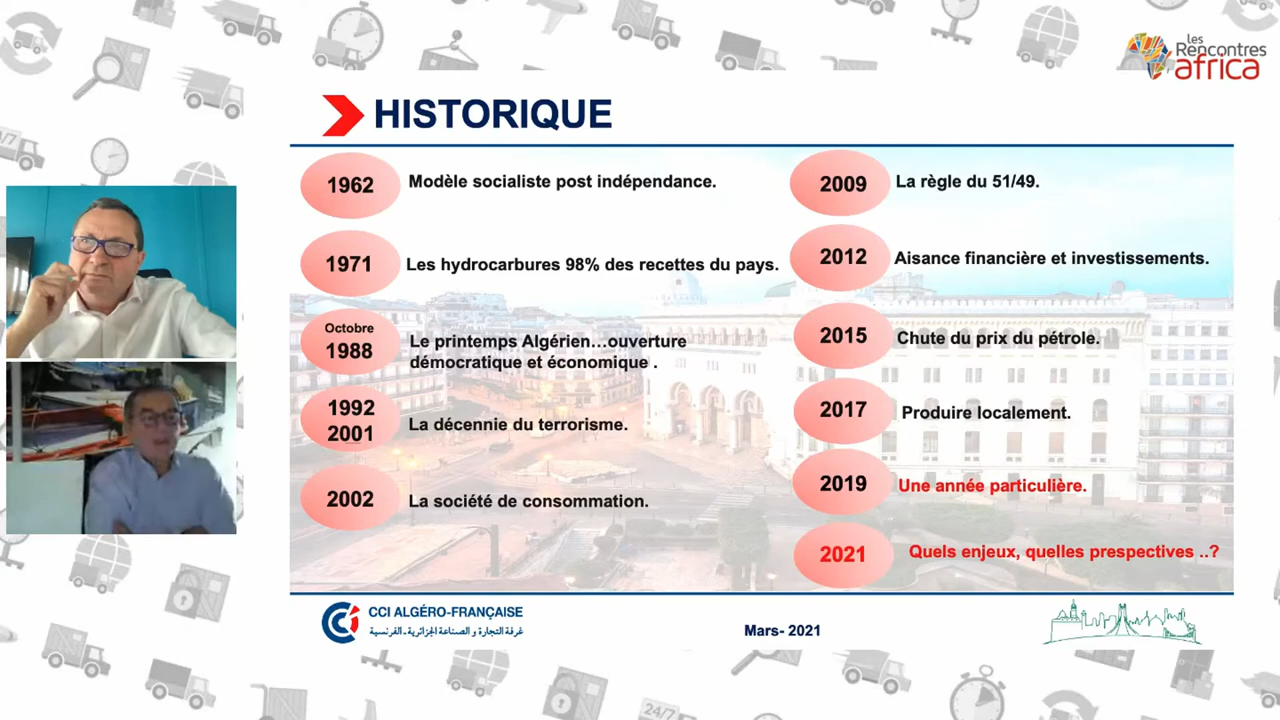 les
Rencontres
africa
HISTORIQUE
1962
Modèle socialiste post indépendance.
1971
Les hydrocarbures 98% des recettes du pays.
Octobre
1988
Le printemps Algérien...ouverture
démocratique et économique .
1992
2001
La décennie du terrorisme.
2002
La société de consommation.
2009
La règle du 51/49.
2012
Aisance financière et investissements.
2015
Chute du prix du pétrole.
2017
Produire localement.
2019
Une année particulière.
2021
Quels enjeux, quelles prespectives ..?
CCI ALGÉRO-FRANÇAISE
غرفة التجارة و الصناعة الجزائرية - الفرنسية
Mars- 2021
24/7
24/7